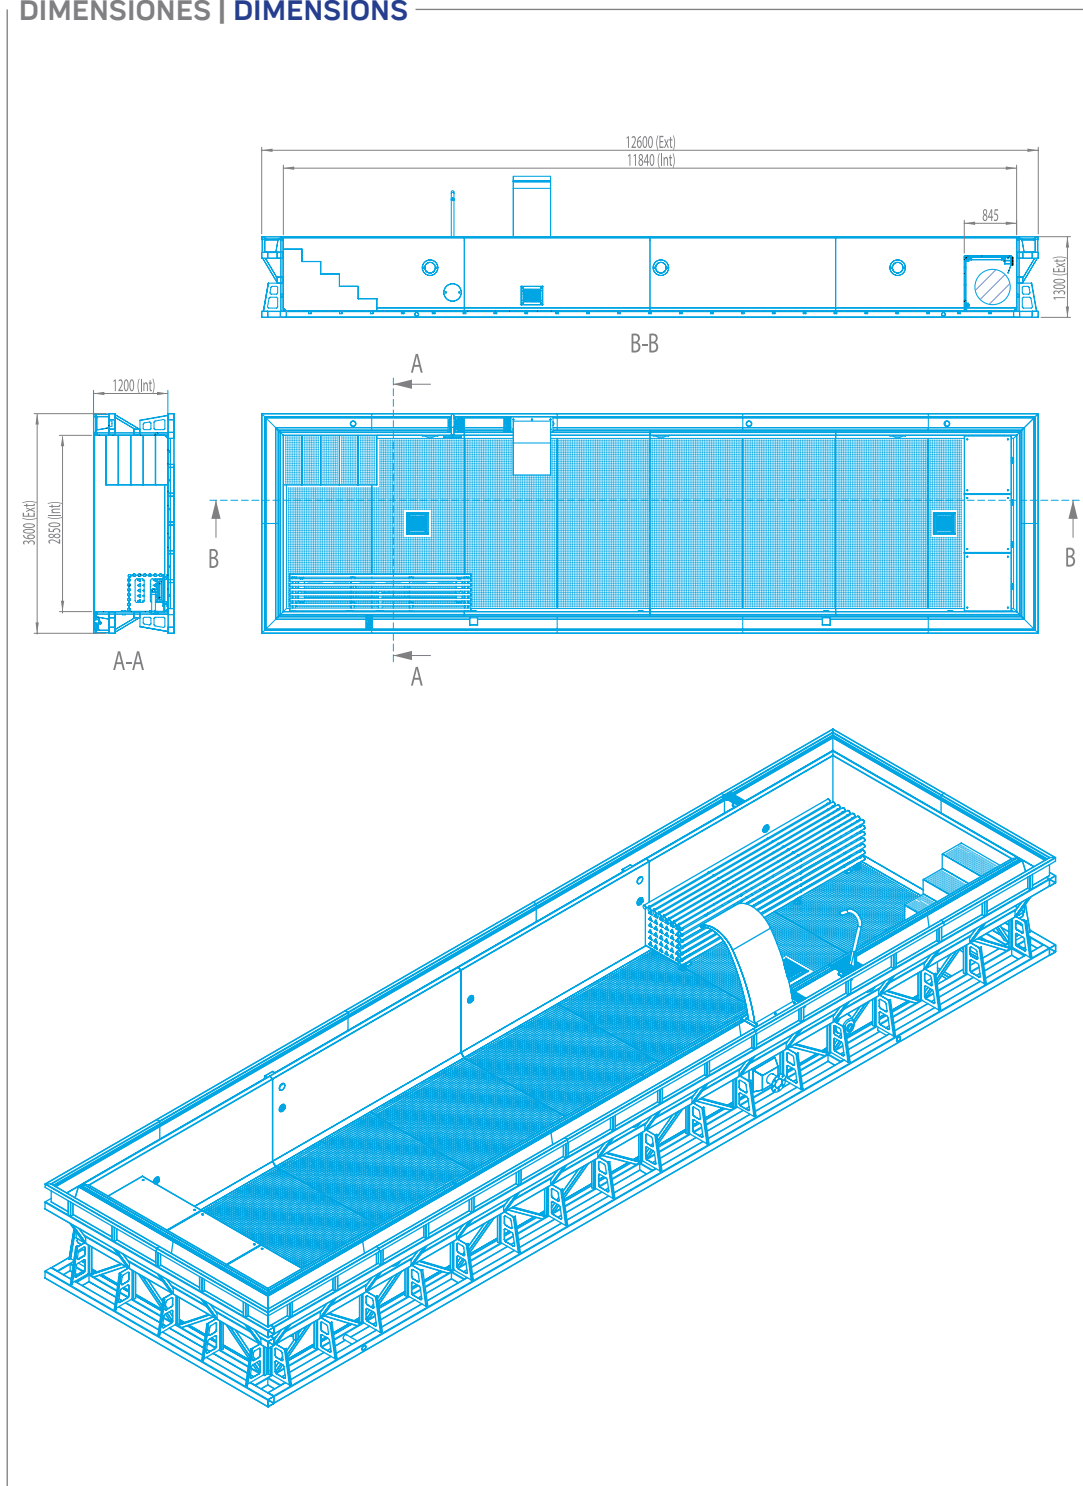 DIMENSIONES | DIMENSIONS
12600 (Ext)
11840 (Int)
845
1300 (Ext)
B-B
A
1200 (Int)
3600 (Ext)
2850 (Int)
B
B
A-A
A